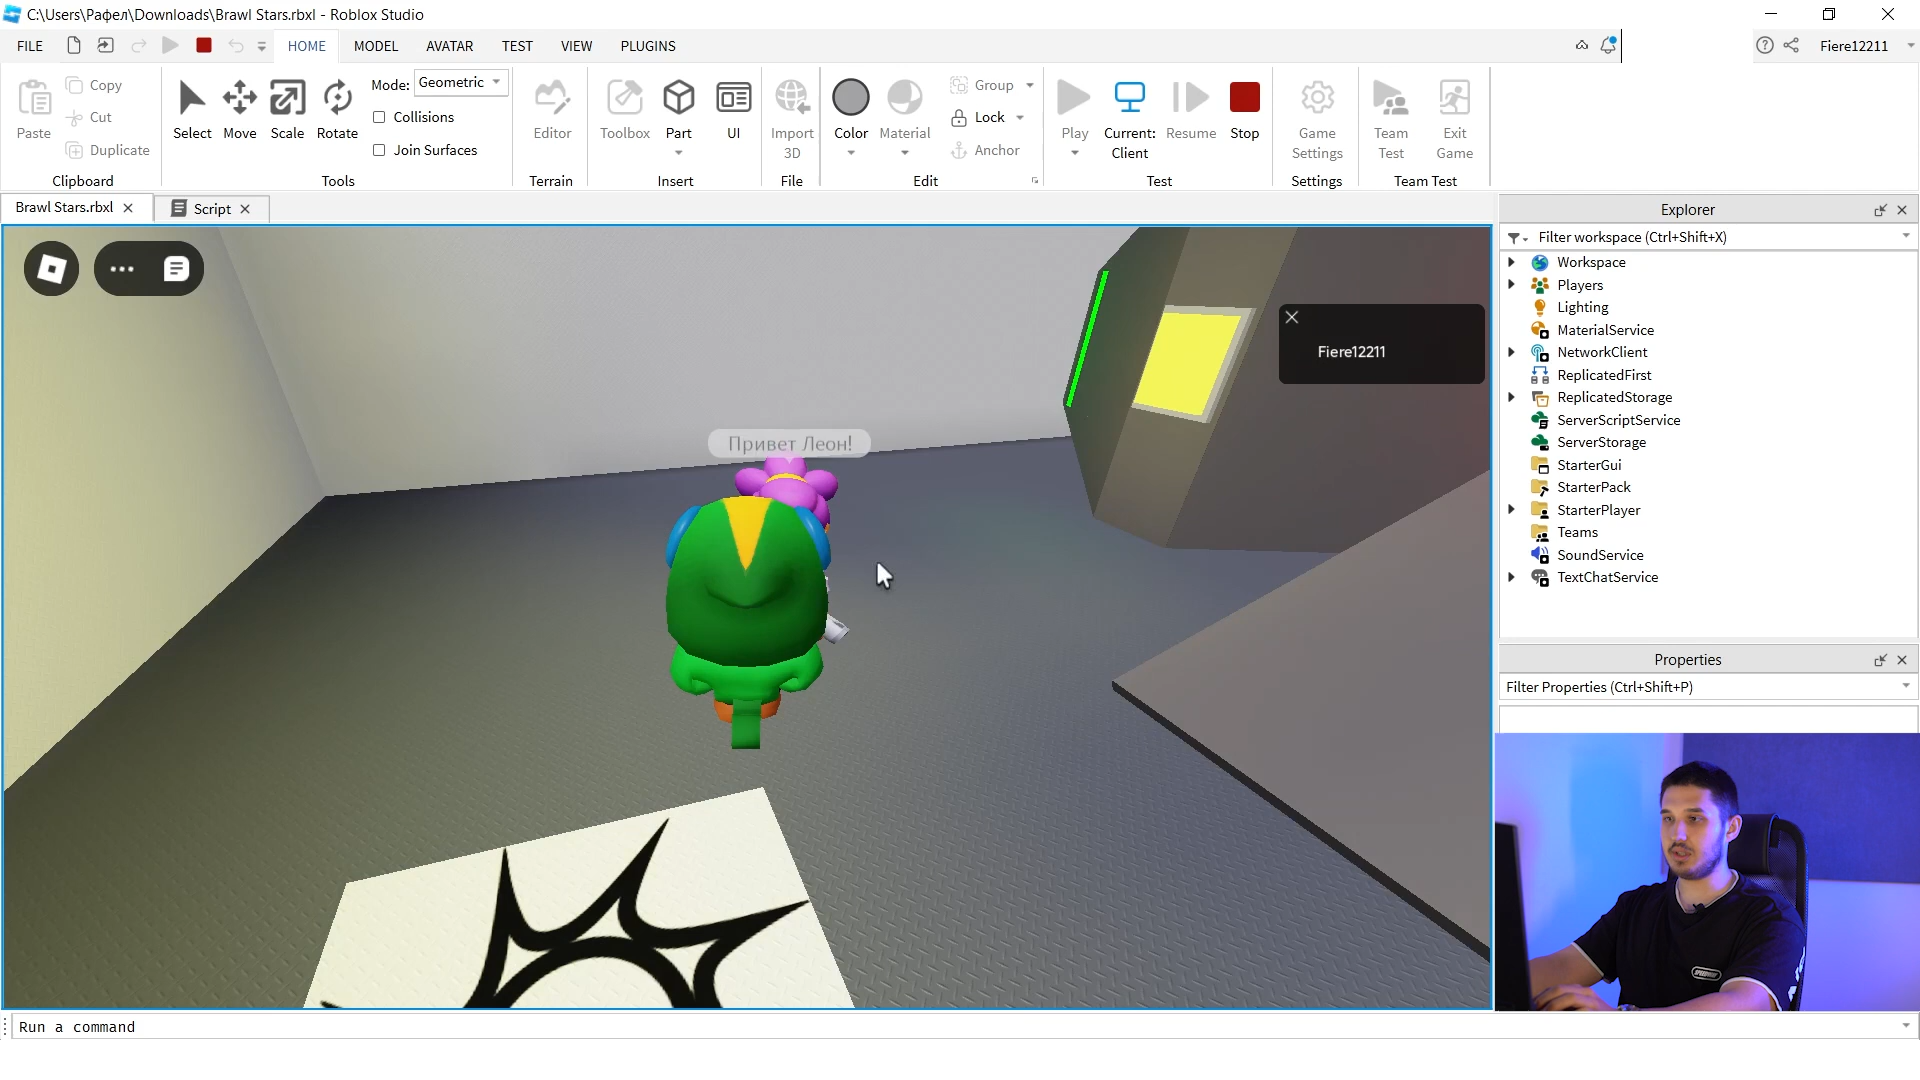 C:\Users\Рафел\Downloads\Brawl Stars.rbxl - Roblox Studio
FILE
HOME
MODEL
AVATAR
TEST
VIEW
PLUGINS
Fiere12211
Paste
Copy
Cut
Duplicate
Clipboard
Select
Move
Scale
Rotate
Mode: Geometric
Collisions
Join Surfaces
Tools
Editor
Terrain
Toolbox
Part
UI
Insert
Import
3D
File
Color
Material
Group
Lock
Anchor
Edit
Play
Current:
Client
Resume
Stop
Test
Game
Settings
Settings
Team
Test
Exit
Game
Team Test
Brawl Stars.rbxl
Script
Fiere12211
Привет Леон!
Explorer
Filter workspace (Ctrl+Shift+X)
Workspace
Players
Lighting
MaterialService
NetworkClient
ReplicatedFirst
ReplicatedStorage
ServerScriptService
ServerStorage
StarterGui
StarterPack
StarterPlayer
Teams
SoundService
TextChatService
Properties
Filter Properties (Ctrl+Shift+P)
Run a command